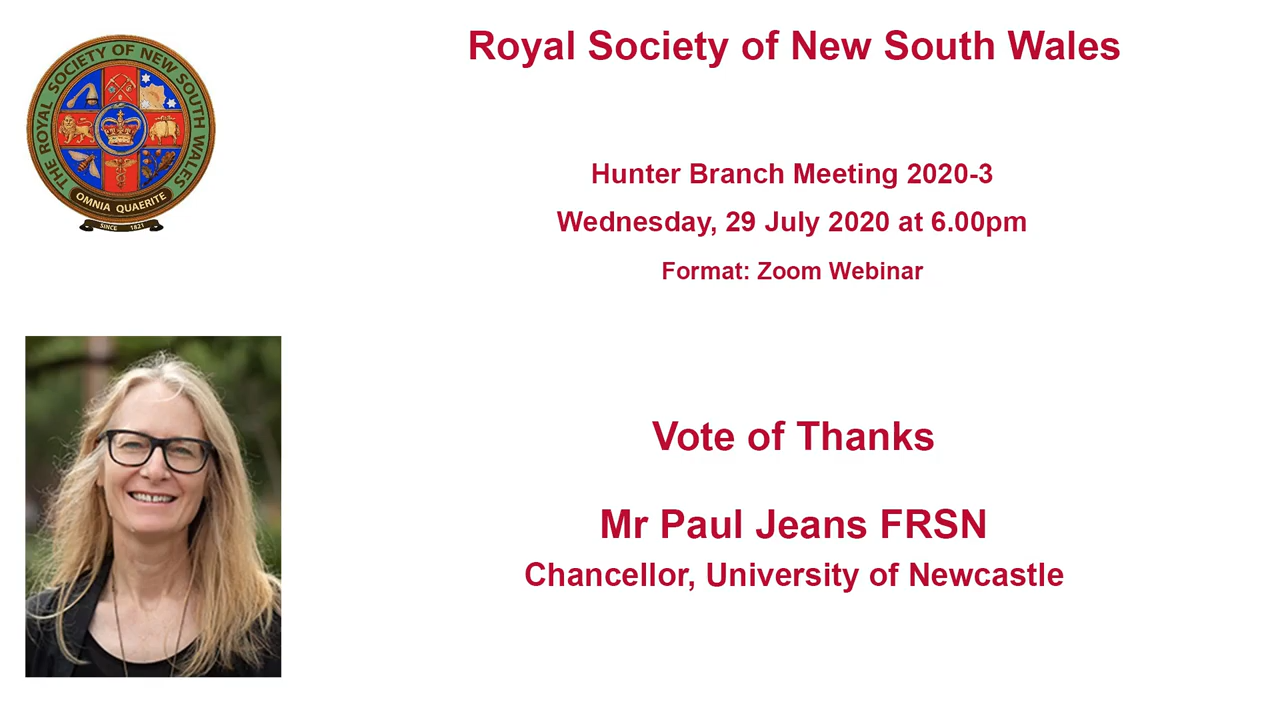 THE ROYAL SOCIETY OF NEW SOUTH WALES
OMNIA QUAERITE
SINCE 1821
Royal Society of New South Wales
Hunter Branch Meeting 2020-3
Wednesday, 29 July 2020 at 6.00pm
Format: Zoom Webinar
Vote of Thanks
Mr Paul Jeans FRSN
Chancellor, University of Newcastle